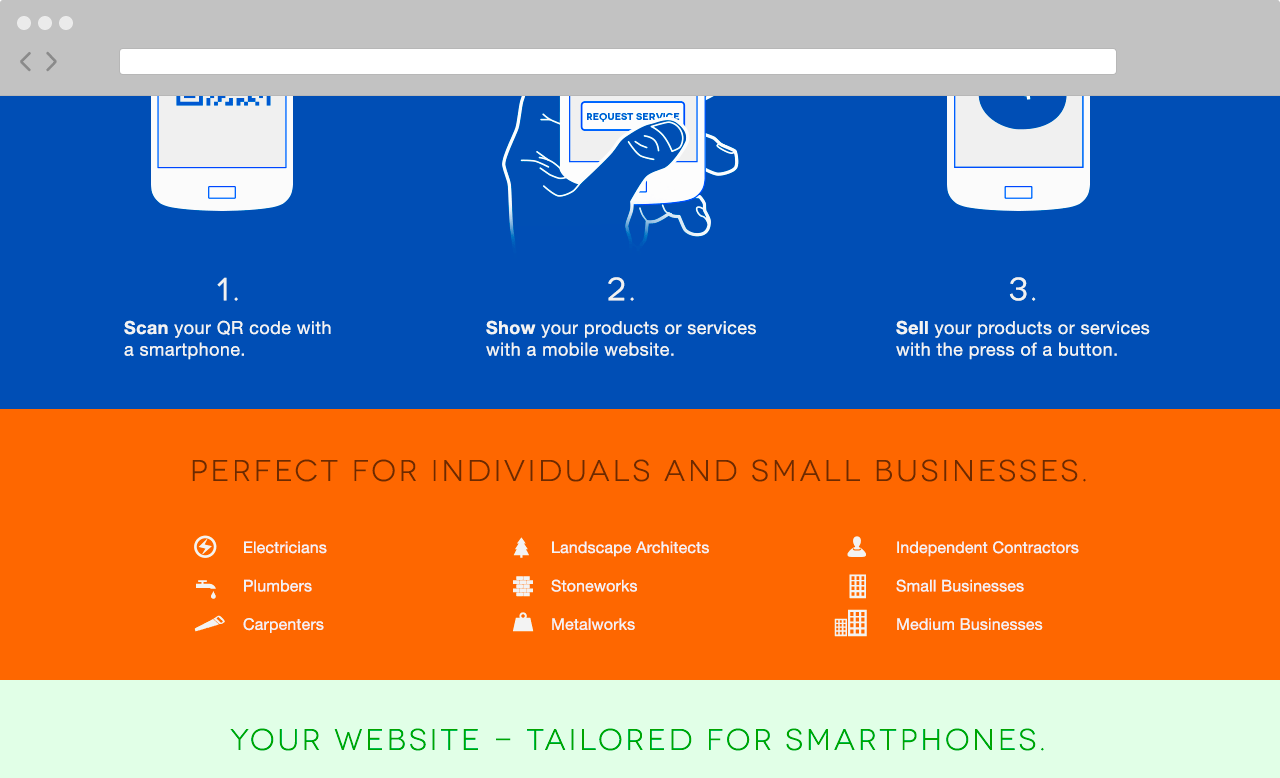 REQUEST SERVICE
1.
Scan your QR code with
a smartphone.
2.
Show your products or services
with a mobile website.
3.
Sell your products or services
with the press of a button.
PERFECT FOR INDIVIDUALS AND SMALL BUSINESSES.
Electricians
Plumbers
Carpenters
Landscape Architects
Stoneworks
Metalworks
Independent Contractors
Small Businesses
Medium Businesses
YOUR WEBSITE – TAILORED FOR SMARTPHONES.